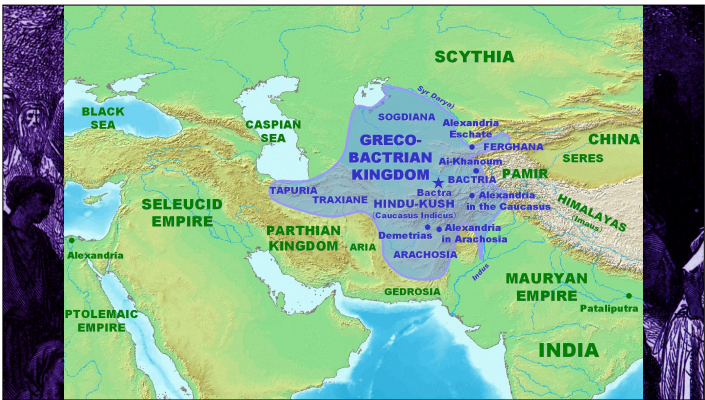 SCYTHIA
BLACK
SEA
CASPIAN
SEA
Syr Darya)
SOGDIANA
Alexandria
Eschate
FERGHANA
CHINA
SERES
GRECO-
BACTRIAN
KINGDOM
Ai-Khanoum
BACTRIA
PAMIR
Bactra
TAPURIA
TRAXIANE
HINDU-KUSH
(Caucasus Indicus)
Alexandria
in the Caucasus
HIMALAYAS
(Imaus)
SELEUCID
EMPIRE
PARTHIAN
KINGDOM
ARIA
Demetrias
Alexandria
in Arachosia
ARACHOSIA
Alexandria
Indus
GEDROSIA
MAURYAN
EMPIRE
Pataliputra
PTOLEMAIC
EMPIRE
INDIA